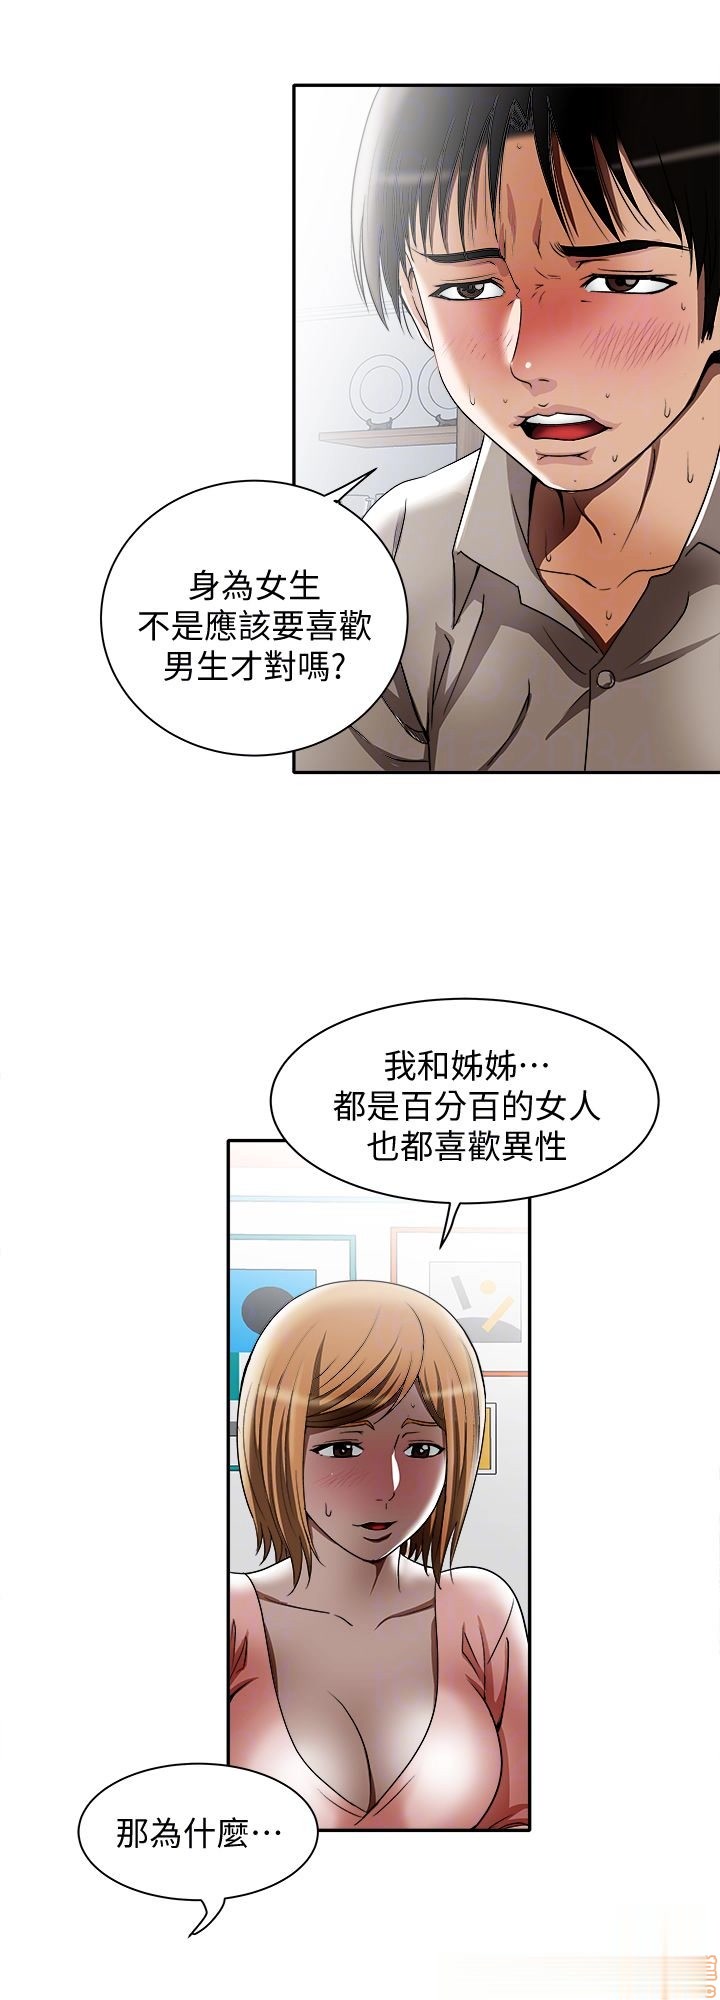 身為女生
不是應該要喜歡
男生才對嗎?
我和姊姊…
都是百分百的女人
也都喜歡異性
那為什麼…